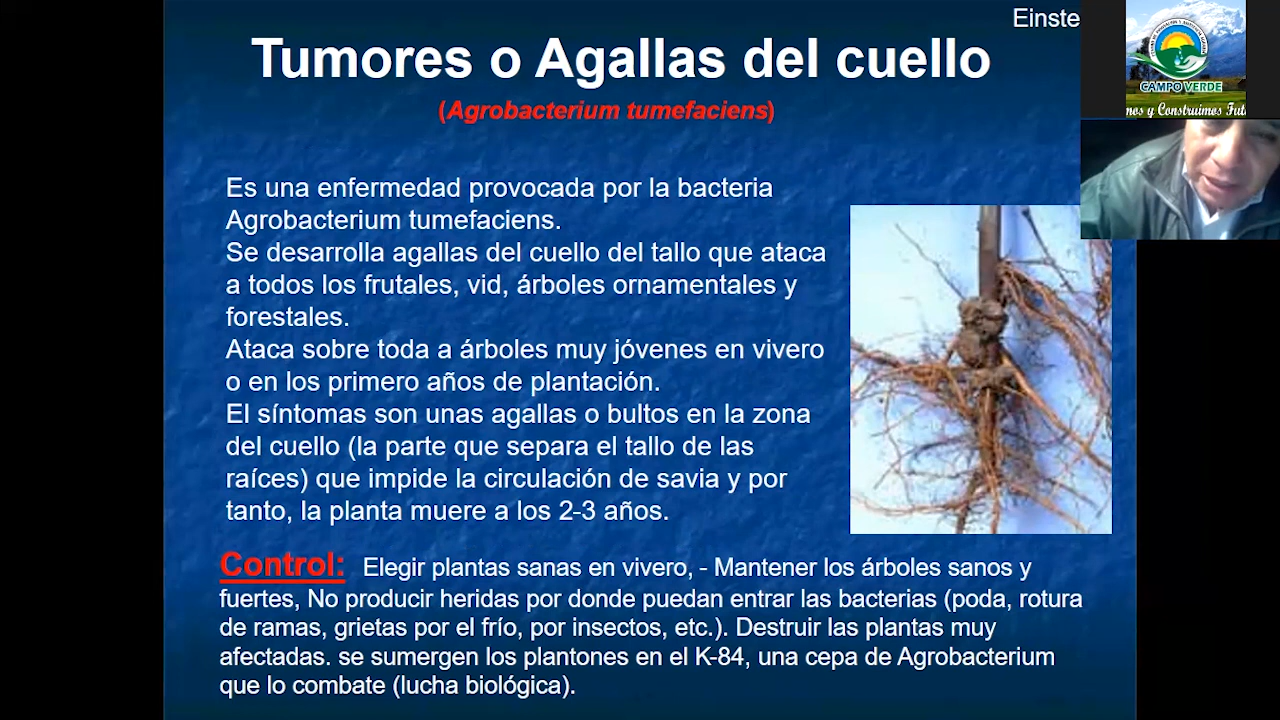 Einste
Tumores o Agallas del cuello
(Agrobacterium tumefaciens)
CAMPO VERDE
nos y Construimos Fut
Es una enfermedad provocada por la bacteria
Agrobacterium tumefaciens.
Se desarrolla agallas del cuello del tallo que ataca
a todos los frutales, vid, árboles ornamentales y
forestales.
Ataca sobre toda a árboles muy jóvenes en vivero
o en los primero años de plantación.
El síntomas son unas agallas o bultos en la zona
del cuello (la parte que separa el tallo de las
raíces) que impide la circulación de savia y por
tanto, la planta muere a los 2-3 años.
Control: Elegir plantas sanas en vivero, - Mantener los árboles sanos y
fuertes, No producir heridas por donde puedan entrar las bacterias (poda, rotura
de ramas, grietas por el frío, por insectos, etc.). Destruir las plantas muy
afectadas. se sumergen los plantones en el K-84, una cepa de Agrobacterium
que lo combate (lucha biológica).